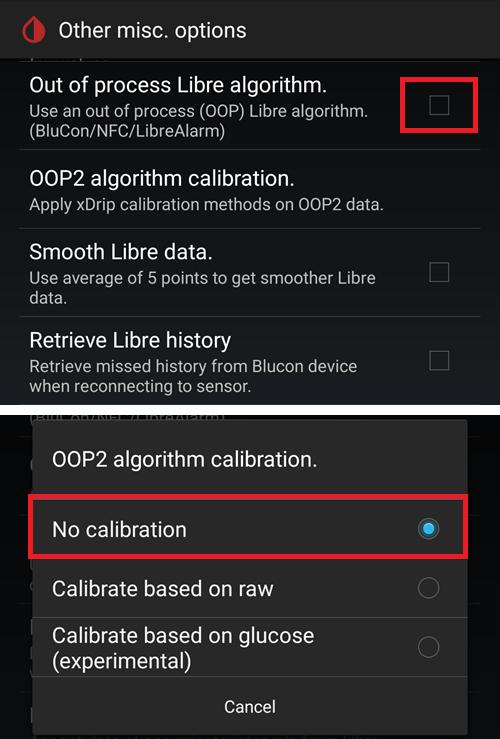 Other misc. options
Out of process Libre algorithm.
Use an out of process (OOP) Libre algorithm.
(BluCon/NFC/LibreAlarm)
OOP2 algorithm calibration.
Apply xDrip calibration methods on OOP2 data.
Smooth Libre data.
Use average of 5 points to get smoother Libre
data.
Retrieve Libre history
Retrieve missed history from Blucon device
when reconnecting to sensor.
(BluCon/NFC/LibreAlarm)
OOP2 algorithm calibration.
No calibration
Calibrate based on raw
Calibrate based on glucose
(experimental)
Cancel